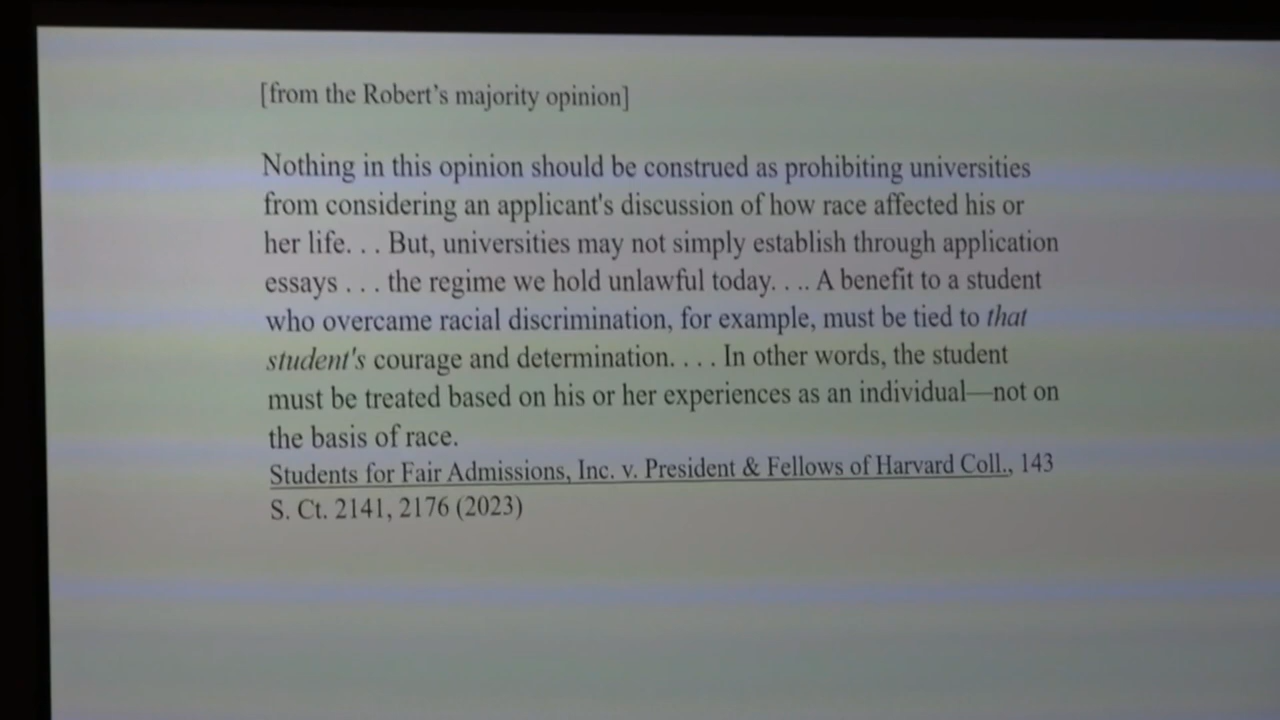 [from the Robert's majority opinion]
Nothing in this opinion should be construed as prohibiting universities
from considering an applicant's discussion of how race affected his or
her life. . . But, universities may not simply establish through application
essays . . . the regime we hold unlawful today. . .. A benefit to a student
who overcame racial discrimination, for example, must be tied to that
student's courage and determination. . . . In other words, the student
must be treated based on his or her experiences as an individual—not on
the basis of race.
Students for Fair Admissions, Inc. v. President & Fellows of Harvard Coll., 143
S. Ct. 2141, 2176 (2023)